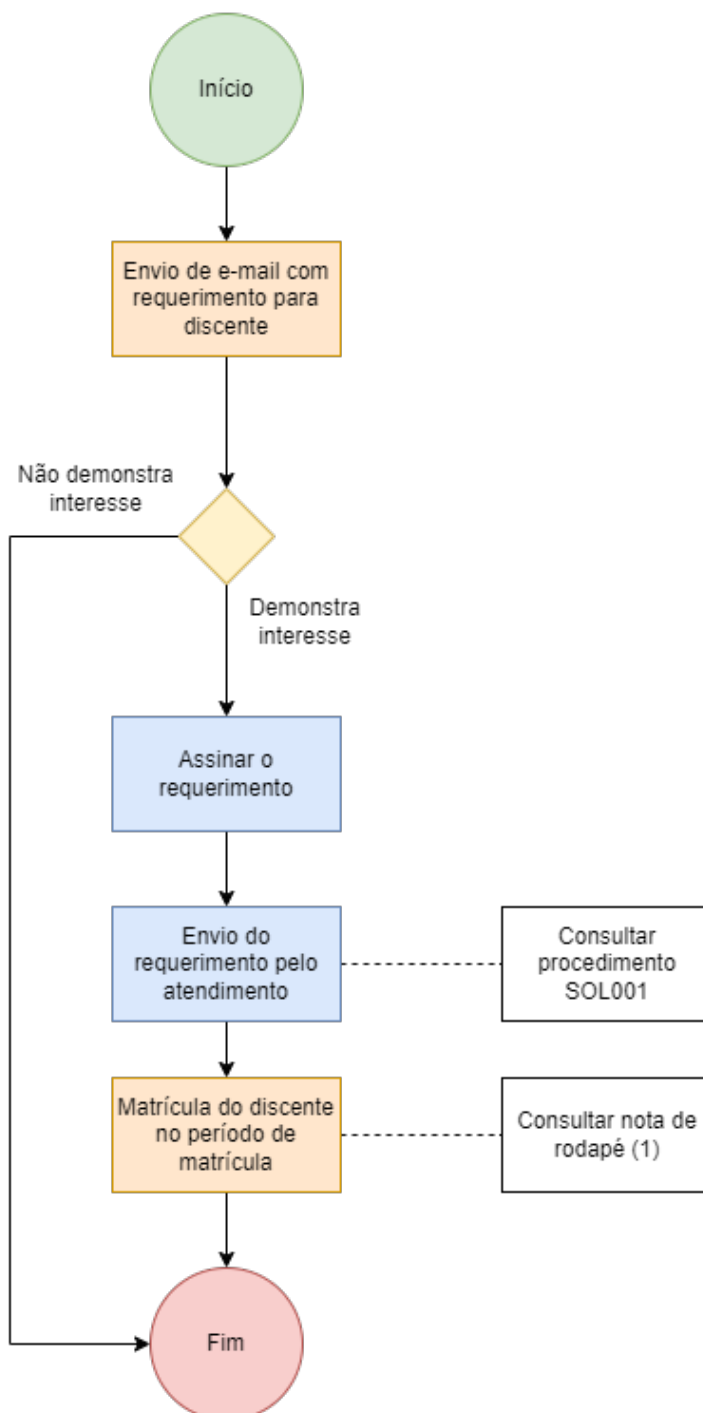 Início
Envio de e-mail com
requerimento para
discente
Não demonstra
interesse
Demonstra
interesse
Assinar o
requerimento
Envio do
requerimento pelo
atendimento
Consultar
procedimento
SOL001
Matrícula do discente
no período de
matrícula
Consultar nota de
rodapé (1)
Fim